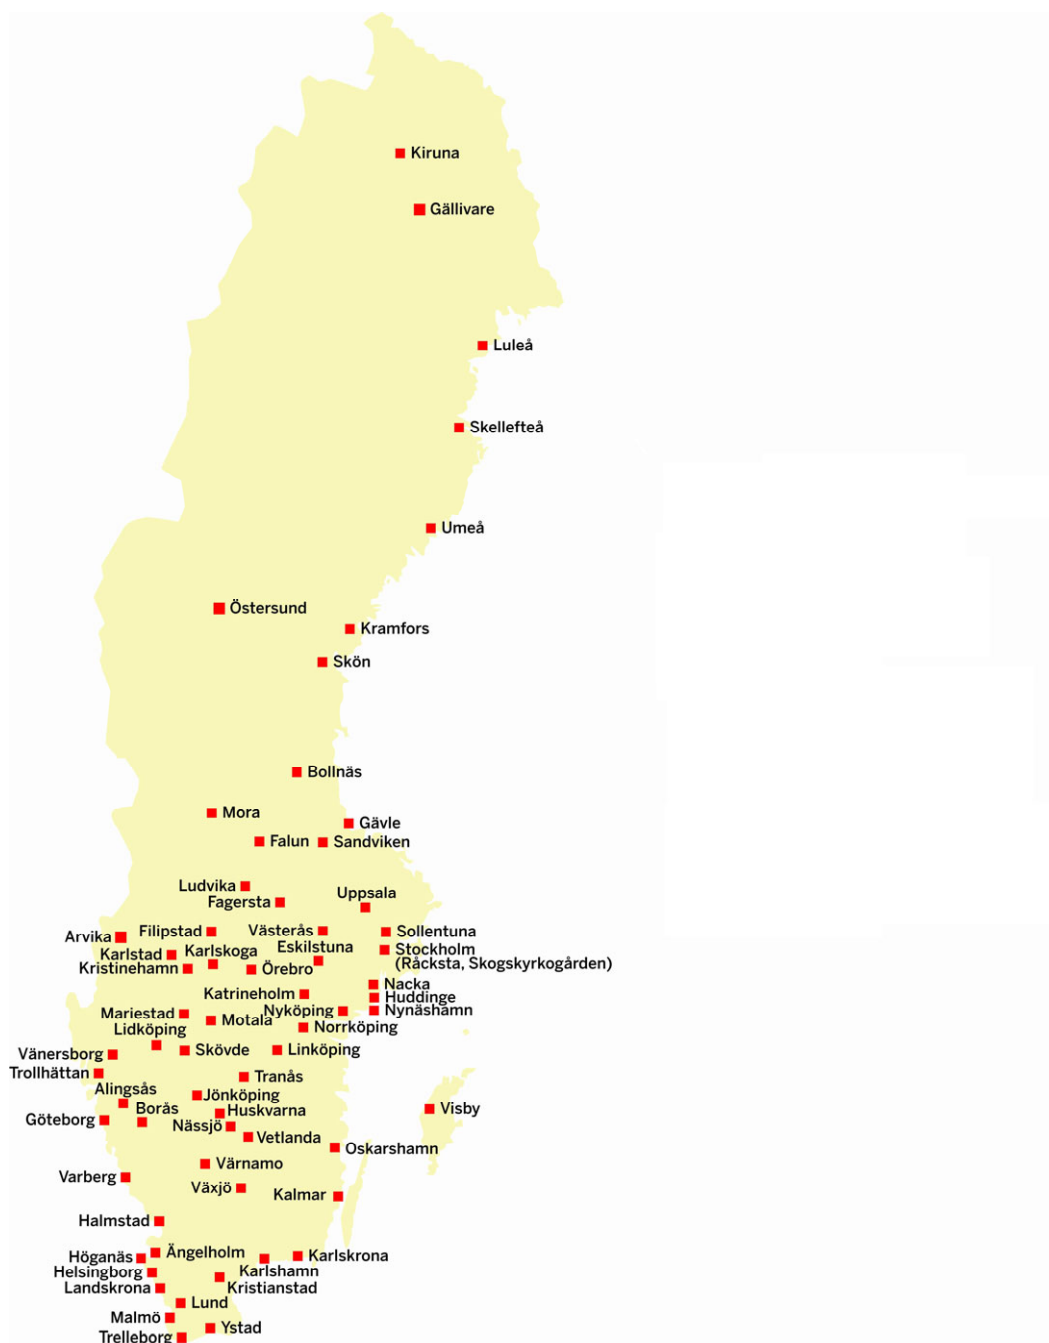 Kiruna
Gällivare
Luleå
Skellefteå
Umeå
Östersund
Kramfors
Skön
Bollnäs
Mora
Gävle
Falun
Sandviken
Ludvika
Uppsala
Fagersta
Arvika
Filipstad
Västerås
Sollentuna
Karlstad
Karlskoga
Eskilstuna
Stockholm
(Råcksta, Skogskyrkogården)
Kristinehamn
Örebro
Nacka
Katrineholm
Huddinge
Mariestad
Motala
Nyköping
Nynäshamn
Lidköping
Norrköping
Vänersborg
Skövde
Linköping
Trollhättan
Tranås
Alingsås
Jönköping
Borås
Huskvarna
Visby
Göteborg
Nässjö
Vetlanda
Oskarshamn
Värnamo
Varberg
Växjö
Kalmar
Halmstad
Höganäs
Ängelholm
Karlskrona
Helsingborg
Karlshamn
Landskrona
Kristianstad
Lund
Malmö
Ystad
Trelleborg